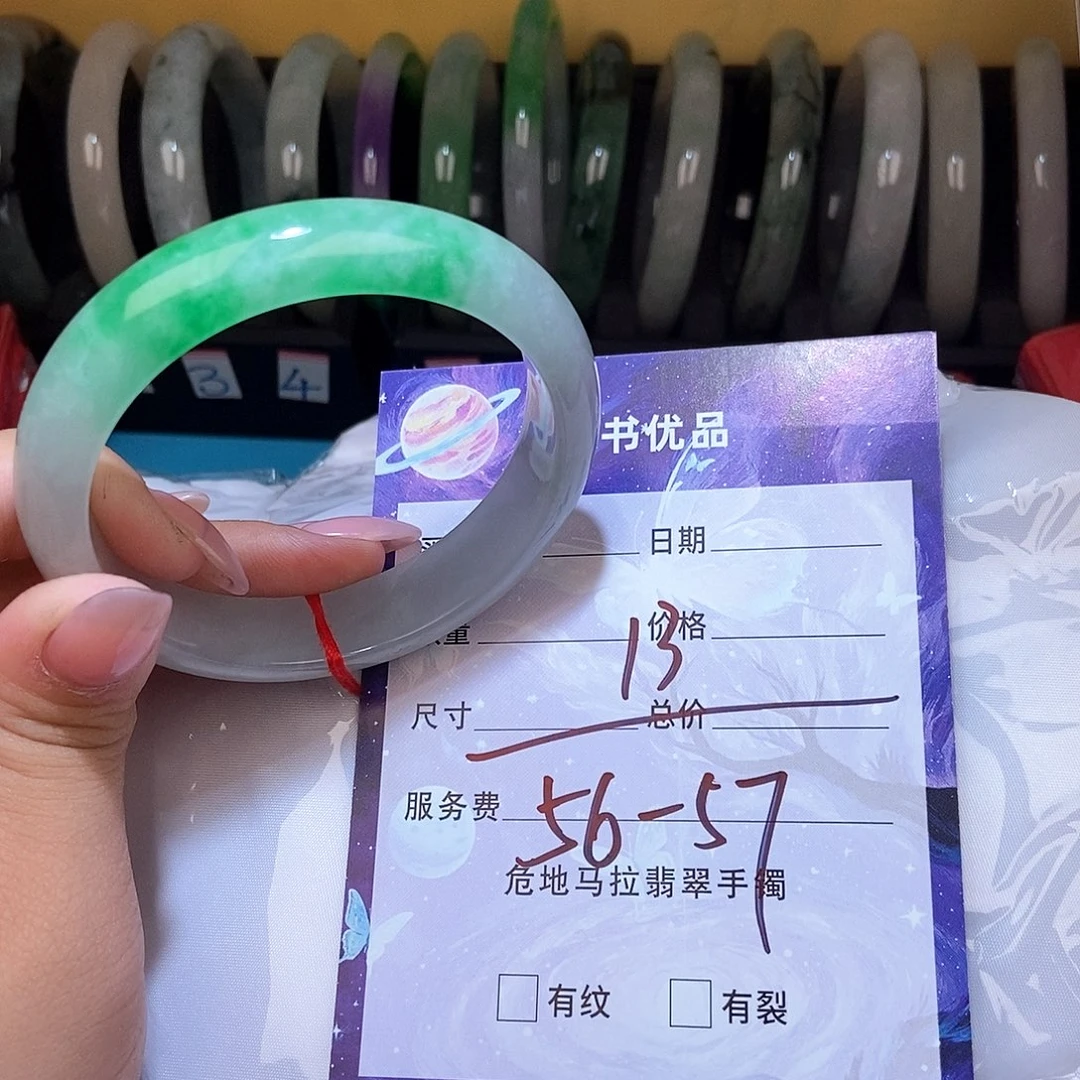 3 4
书优品
日期
13
价格
重
尺寸 总价
服务费
56-57
危地马拉翡翠手镯
有纹 有裂